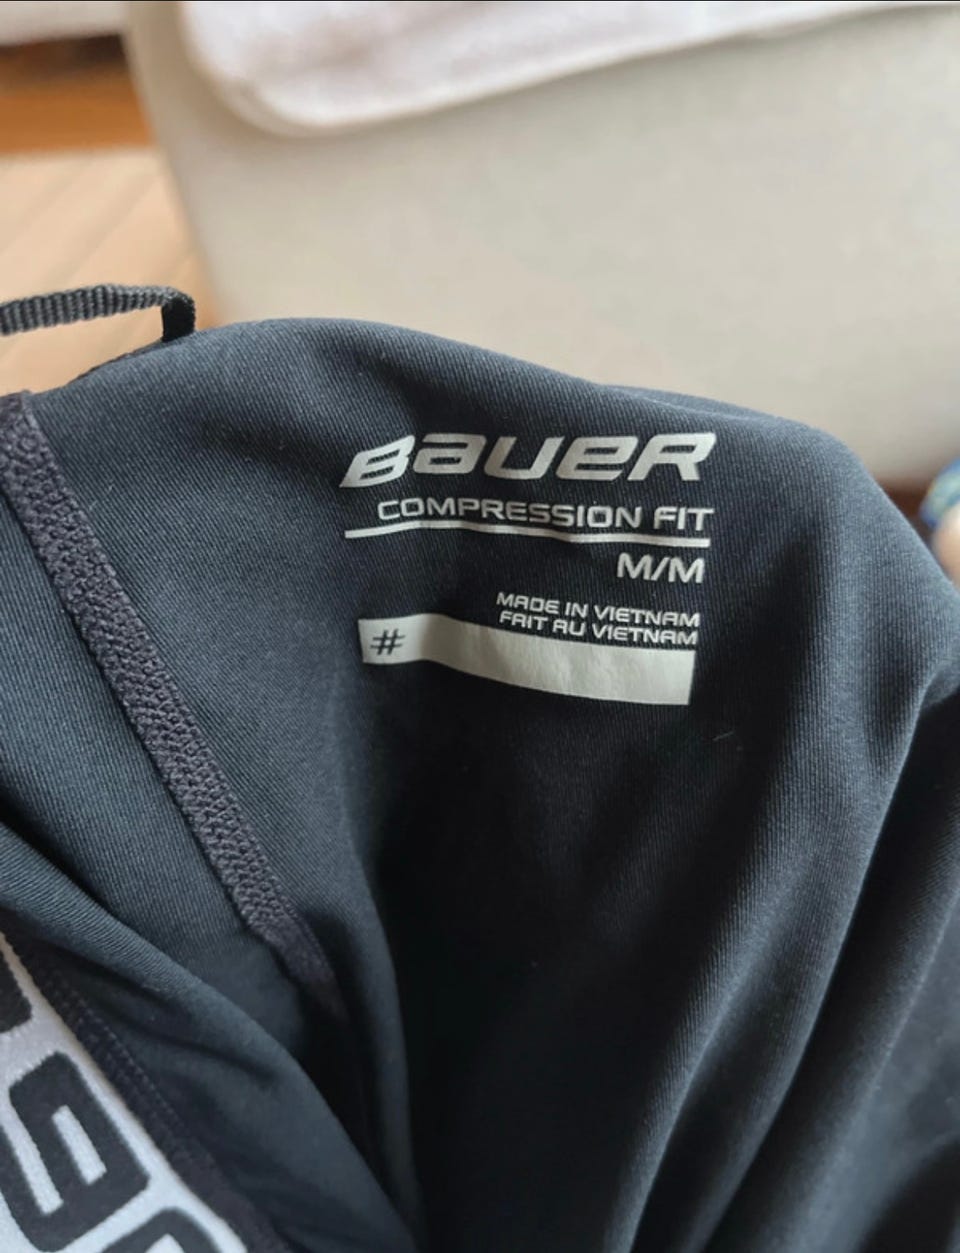 BAUER
COMPRESSION FIT
M/M
MADE IN VIETNAM
FAIT AU VIETNAM
#